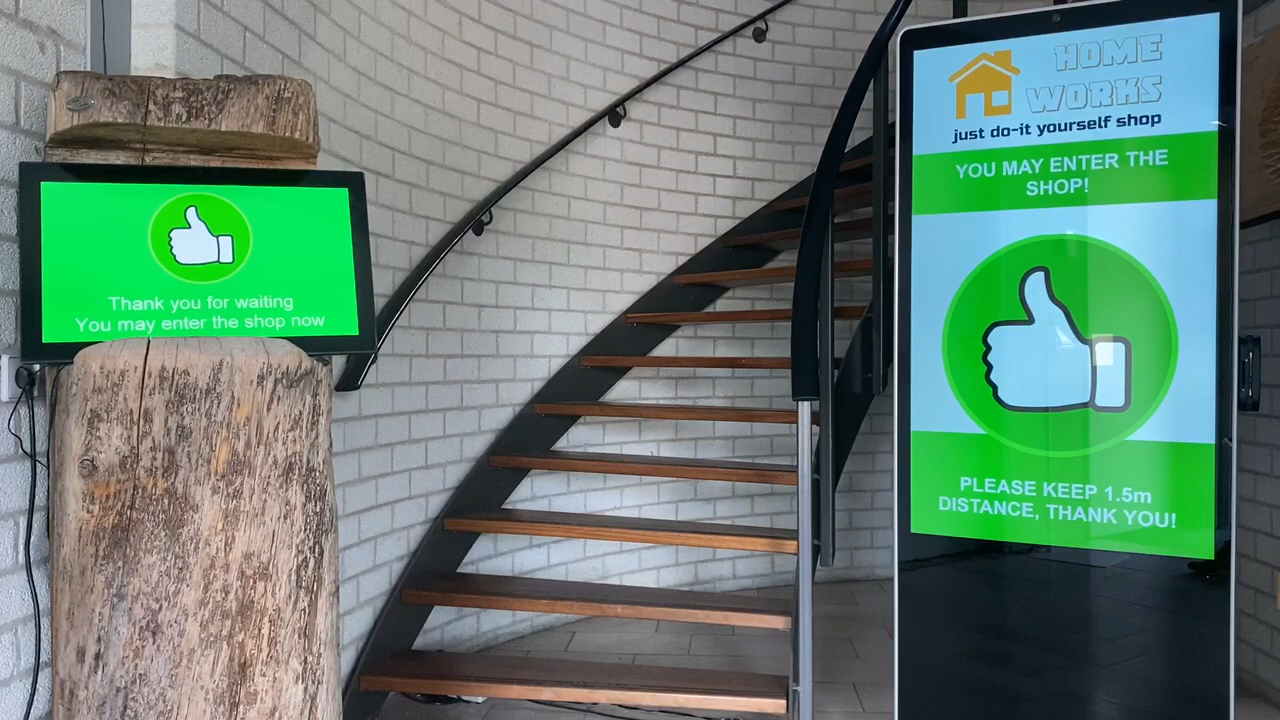 Thank you for waiting
You may enter the shop now
HOME
WORKS
just do-it yourself shop
YOU MAY ENTER THE
SHOP!
PLEASE KEEP 1.5m
DISTANCE, THANK YOU!